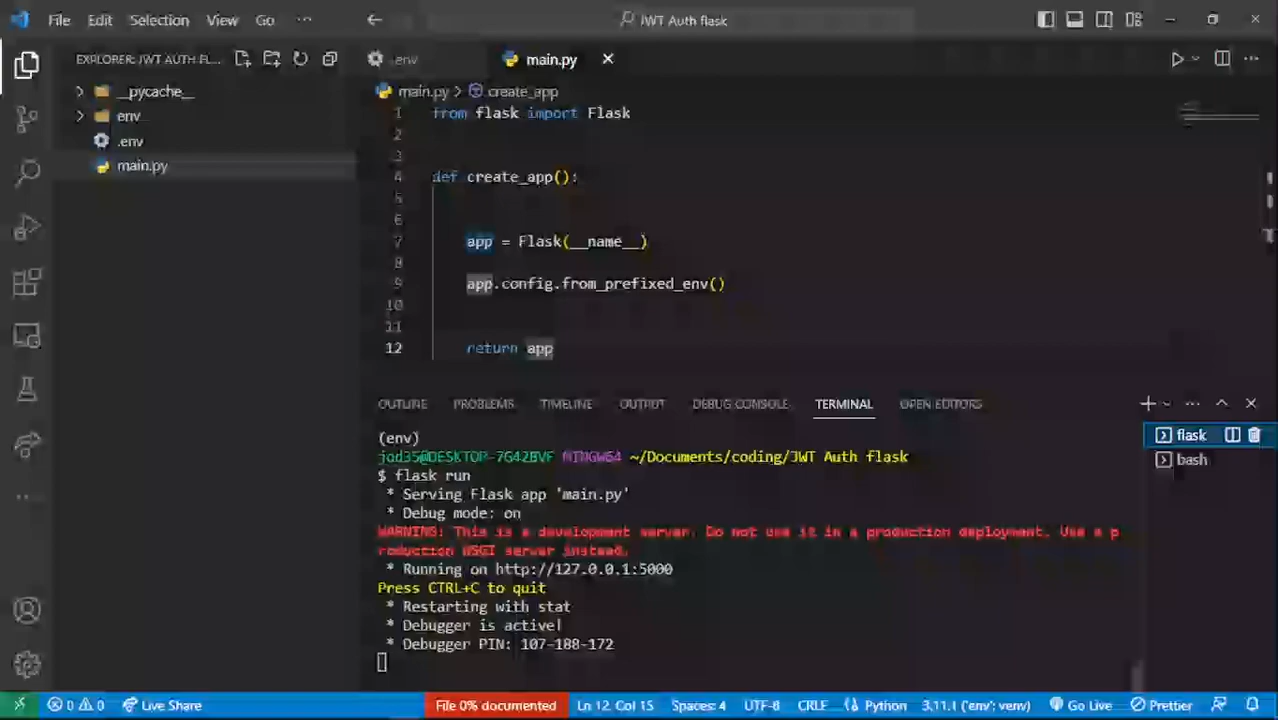 File Edit Selection View Go ···
JWT Auth flask
EXPLORER: JWT AUTH FL...
__pycache__
env
.env
main.py
.env
main.py
main.py > create_app
1 from flask import Flask
2
3
4 def create_app():
5
6
7 app = Flask(__name__)
8
9 app.config.from_prefixed_env()
10
11
12 return app
OUTLINE PROBLEMS TIMELINE OUTPUT DEBUG CONSOLE TERMINAL OPEN EDITORS
flask
bash
(env)
jod35@DESKTOP-7642BVF MINGW64 ~/Documents/coding/JWT Auth flask
$ flask run
* Serving Flask app 'main.py'
* Debug mode: on
WARNING: This is a development server. Do not use it in a production deployment. Use a p
roduction WSGI server instead.
* Running on http://127.0.0.1:5000
Press CTRL+C to quit
* Restarting with stat
* Debugger is active!
* Debugger PIN: 107-188-172
0 0 Live Share File 0% documented Ln 12, Col 15 Spaces: 4 UTF-8 CRLF Python 3.11.1 ('env': venv) Go Live Prettier